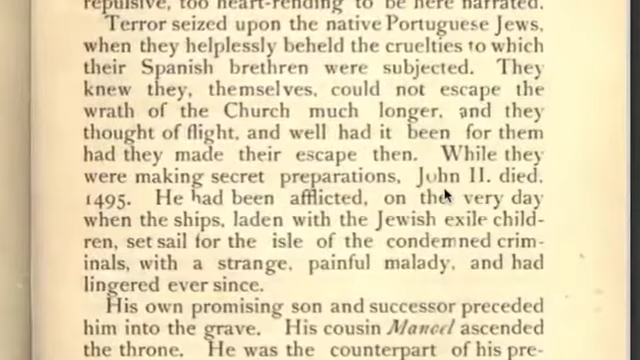 repulsive, too heart-rending to be here narrated.
Terror seized upon the native Portuguese Jews,
when they helplessly beheld the cruelties to which
their Spanish brethren were subjected. They
knew they, themselves, could not escape the
wrath of the Church much longer, and they
thought of flight, and well had it been for them
had they made their escape then. While they
were making secret preparations, John II. died.
1495. He had been afflicted, on the very day
when the ships, laden with the Jewish exile child-
ren, set sail for the isle of the condemned crim-
inals, with a strange, painful malady, and had
lingered ever since.
His own promising son and successor preceded
him into the grave. His cousin Manoel ascended
the throne. He was the counterpart of his pre-